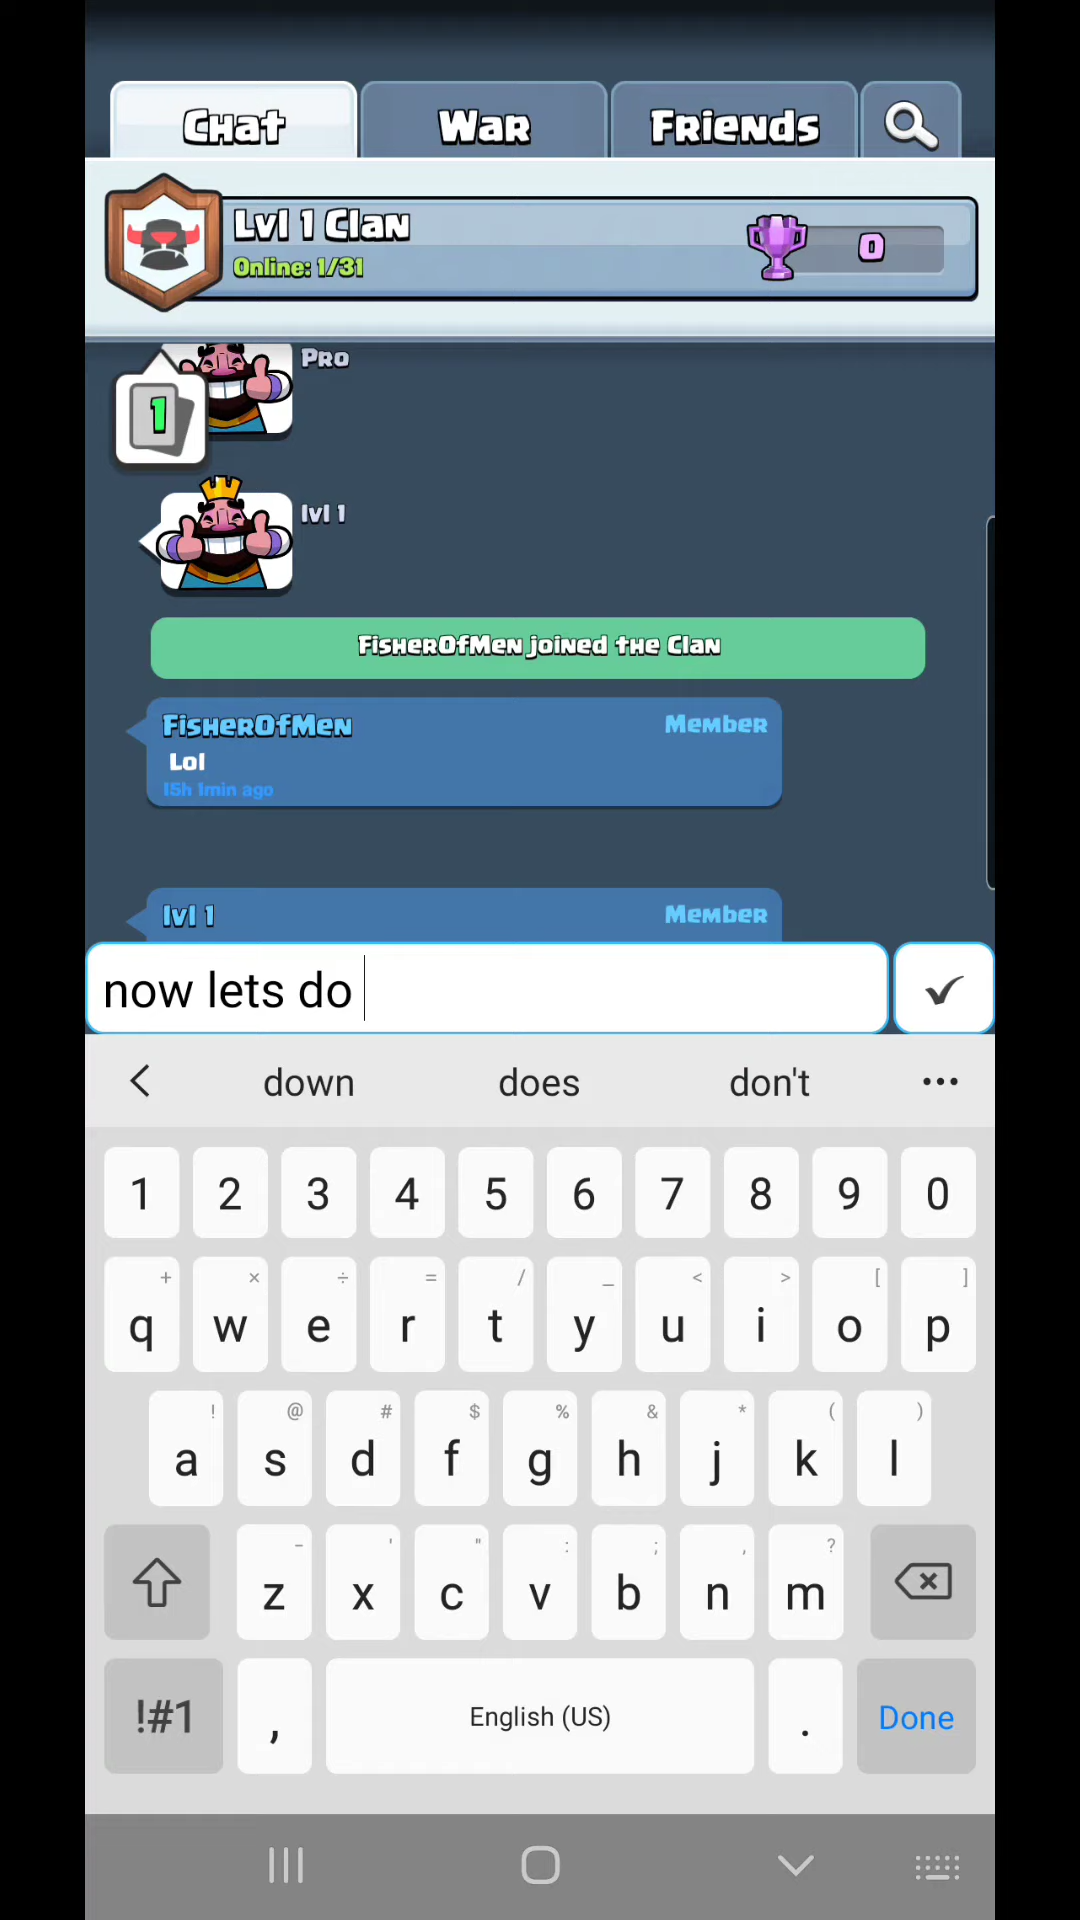 Chat War Friends
Lvl 1 Clan
Online: 1/31
0
Pro
1
lvl 1
FisherOfMen joined the Clan
FisherOfMen Member
Lol
15h 1min ago
lvl 1 Member
now lets do
down does don't •••
1 2 3 4 5 6 7 8 9 0
+ × ÷ = / _ < > [ ]
q w e r t y u i o p
! @ # $ % & * ( )
a s d f g h j k l
- ' " : ; , ?
z x c v b n m
!#1 , English (US) . Done